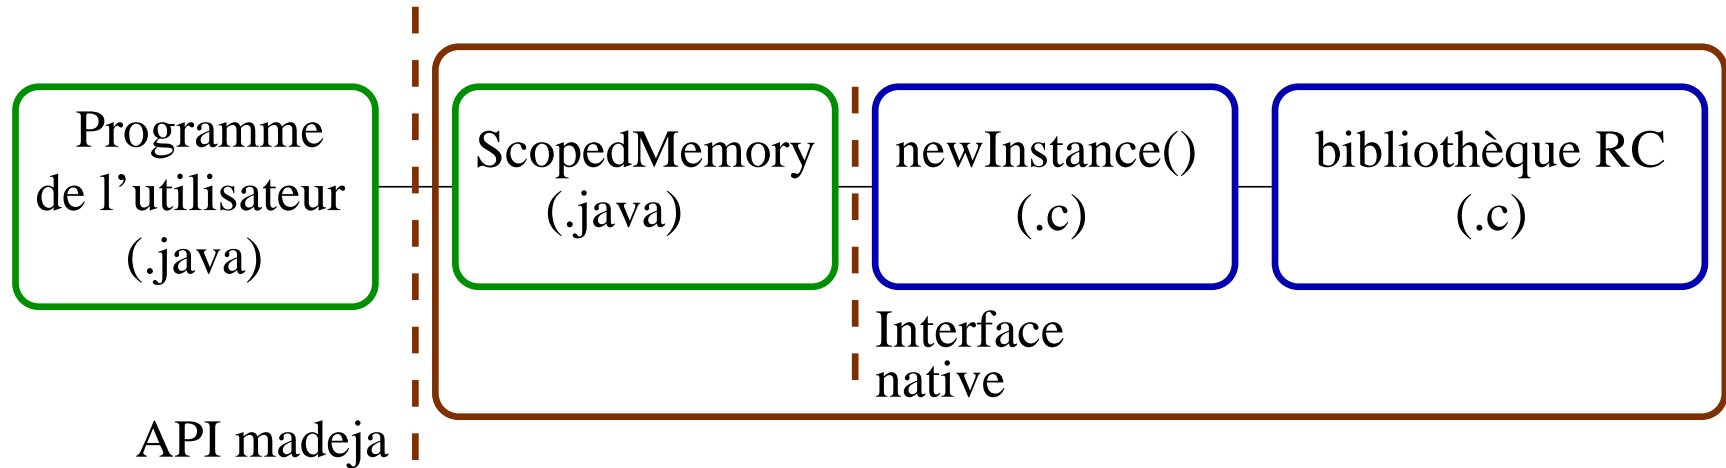 Programme
de l'utilisateur
(.java)
ScopedMemory
(.java)
newInstance()
(.c)
bibliothèque RC
(.c)
Interface
native
API madeja